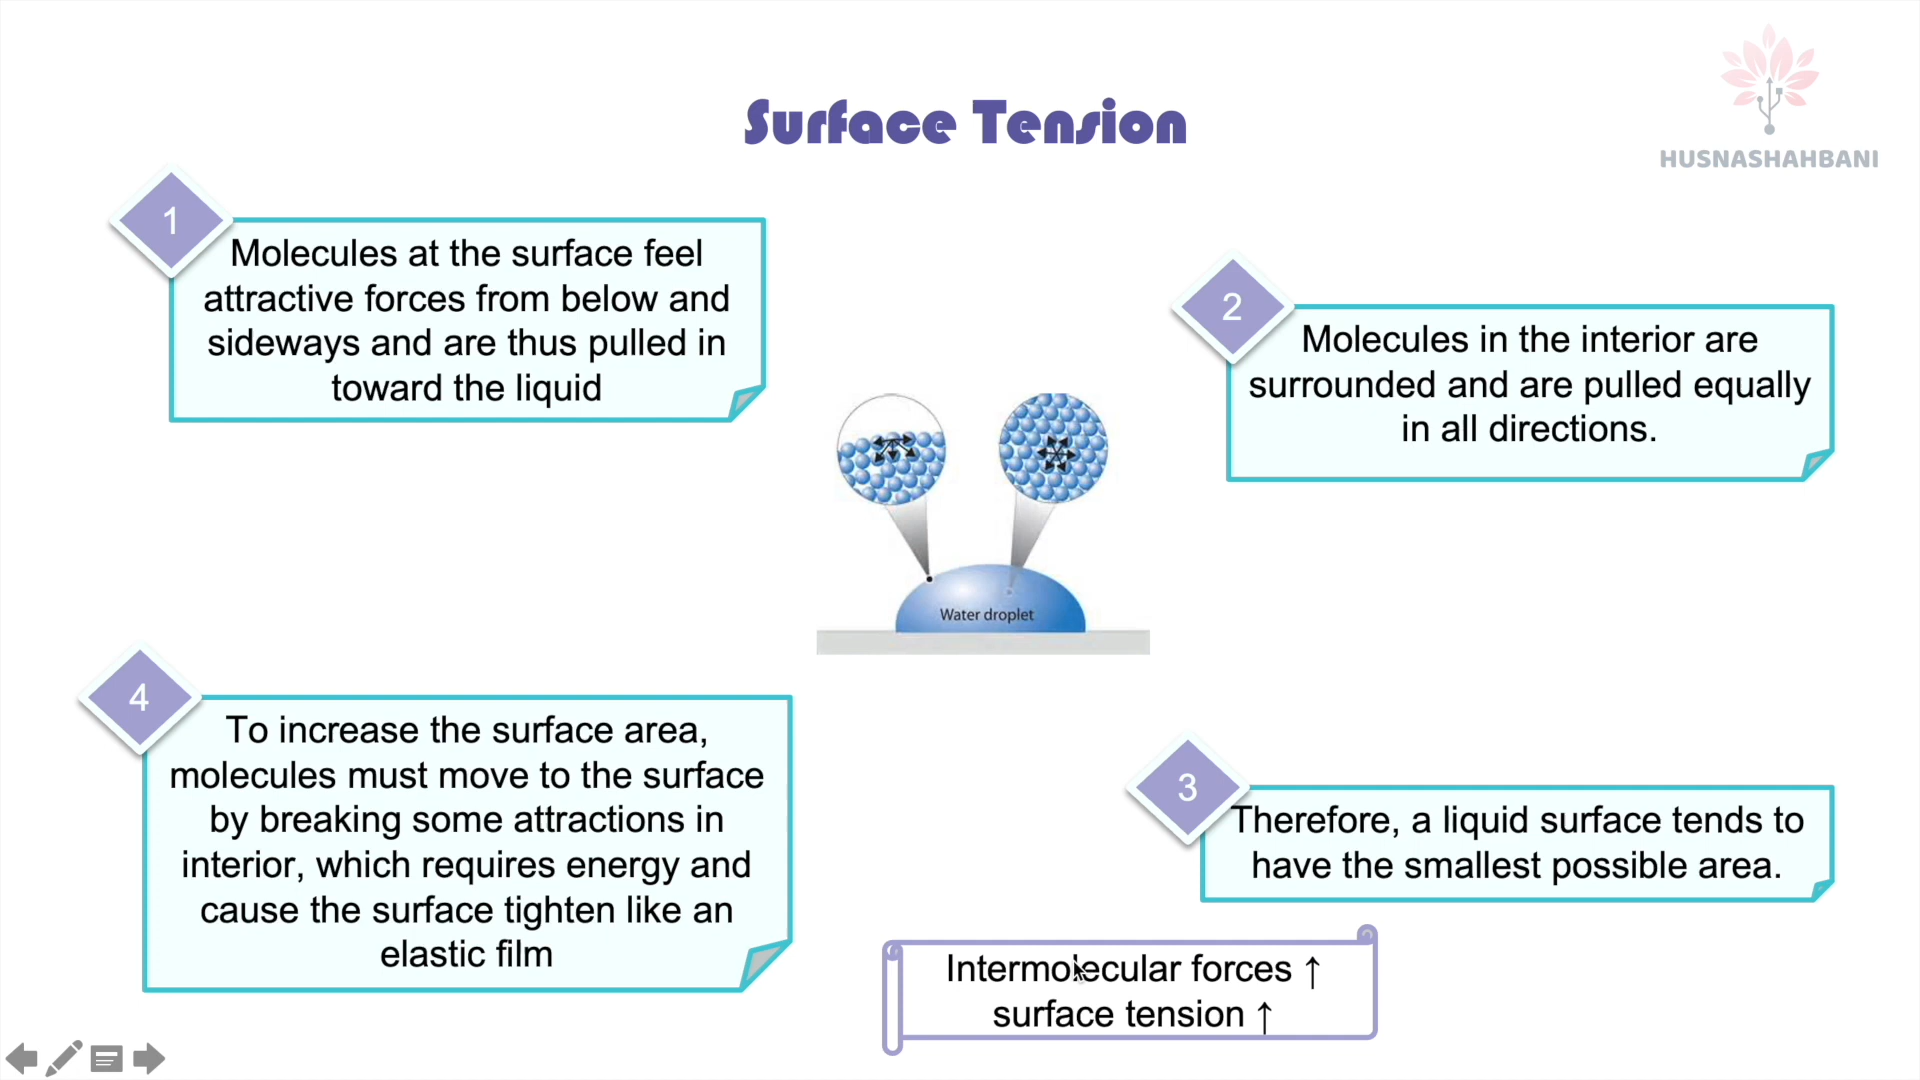 Surface Tension
HUSNASHAHBANI
1
Molecules at the surface feel
attractive forces from below and
sideways and are thus pulled in
toward the liquid
2
Molecules in the interior are
surrounded and are pulled equally
in all directions.
Water droplet
4
To increase the surface area,
molecules must move to the surface
by breaking some attractions in
interior, which requires energy and
cause the surface tighten like an
elastic film
3
Therefore, a liquid surface tends to
have the smallest possible area.
Intermolecular forces ↑
surface tension ↑